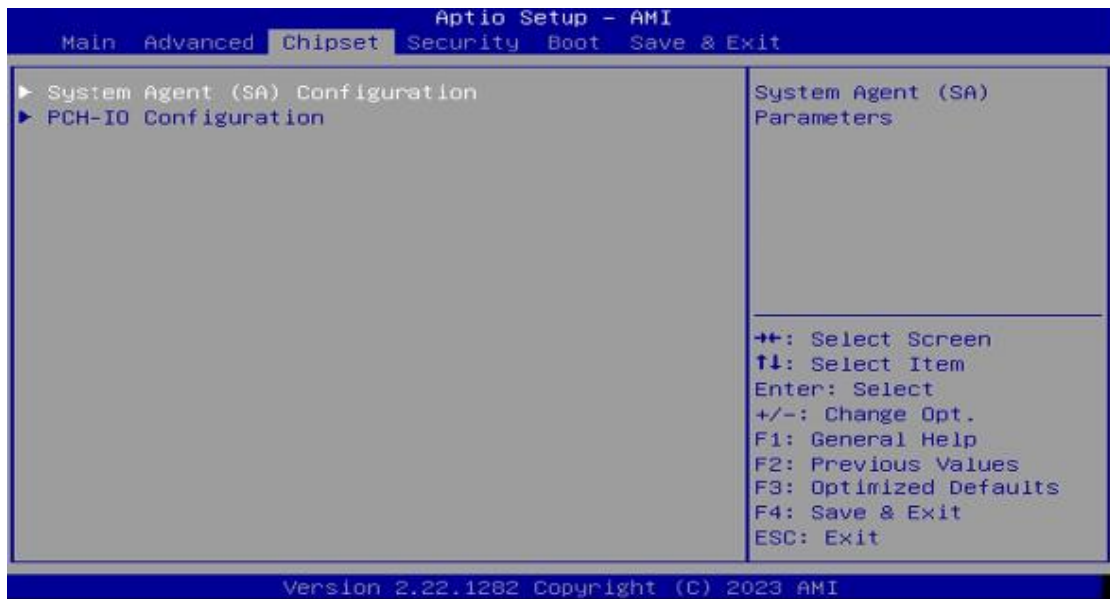 Aptio Setup – AMI
Main Advanced Chipset Security Boot Save & Exit
▶ System Agent (SA) Configuration
▶ PCH-IO Configuration
System Agent (SA)
Parameters
→←: Select Screen
↑↓: Select Item
Enter: Select
+/-: Change Opt.
F1: General Help
F2: Previous Values
F3: Optimized Defaults
F4: Save & Exit
ESC: Exit
Version 2.22.1282 Copyright (C) 2023 AMI